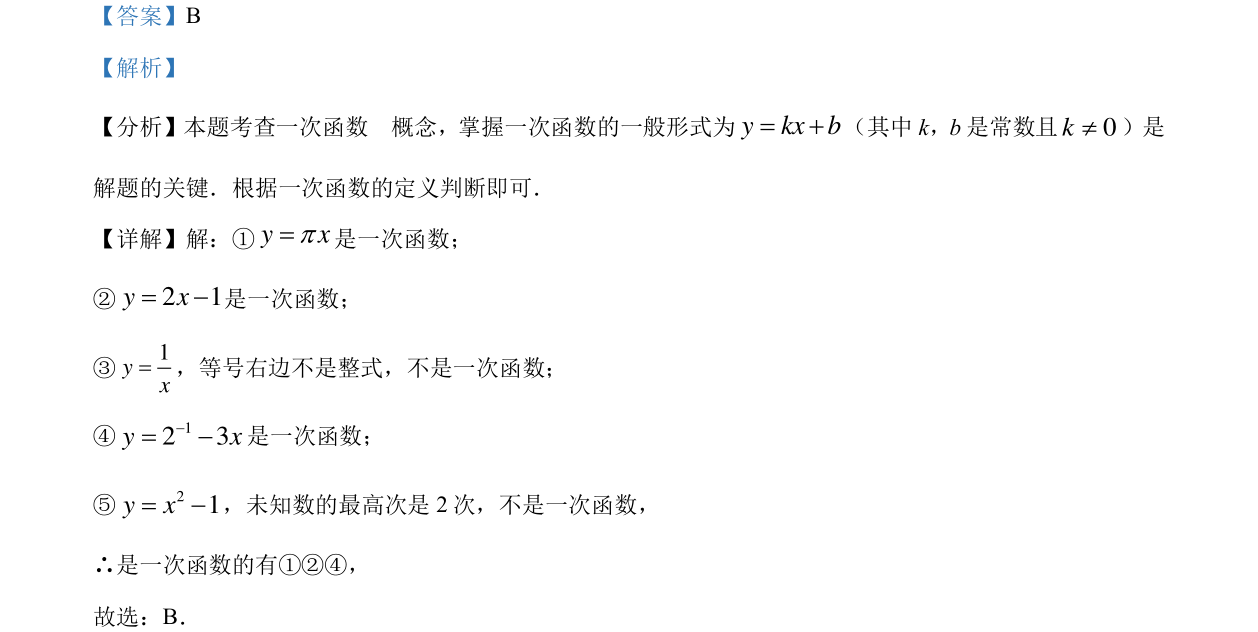 【答案】B
【解析】
【分析】本题考查一次函数 概念，掌握一次函数的一般形式为 y = kx + b（其中 k，b 是常数且 k ≠ 0）是
解题的关键．根据一次函数的定义判断即可．
【详解】解：① y = πx 是一次函数；
② y = 2x − 1 是一次函数；
③ y = 1/x，等号右边不是整式，不是一次函数；
④ y = 2⁻¹ − 3x 是一次函数；
⑤ y = x² − 1，未知数的最高次是 2 次，不是一次函数，
∴是一次函数的有①②④，
故选：B．